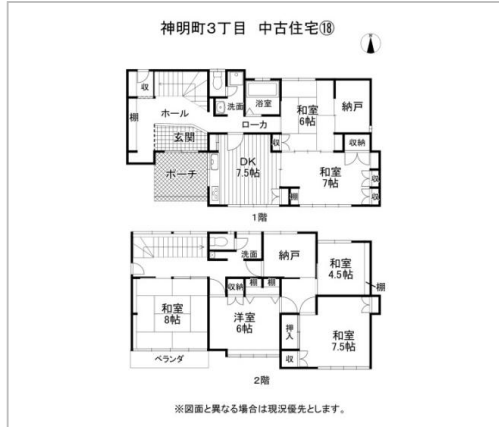 神明町3丁目 中古住宅⑱
収
棚
ホール
洗面
浴室
和室
6帖
納戸
ローカ
玄関
収
収納
DK
7.5帖
和室
7帖
収
収
棚
ポーチ
1階
洗面
納戸
和室
4.5帖
棚
収納
棚
棚
和室
8帖
洋室
6帖
押入
和室
7.5帖
収
ベランダ
2階
※図面と異なる場合は現況優先とします。